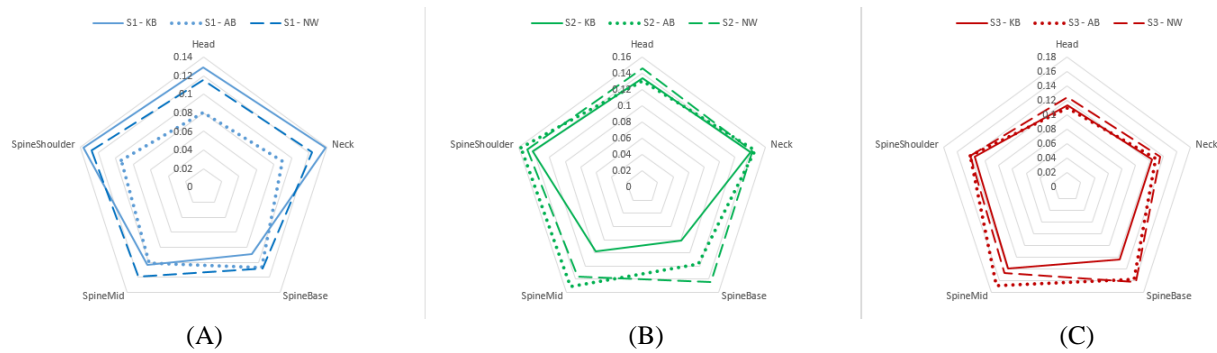 S1 - KB S1 - AB S1 - NW
Head
0.14
0.12
0.1
0.08
0.06
0.04
0.02
0
SpineShoulder
Neck
SpineMid
SpineBase
(A)
S2 - KB S2 - AB S2 - NW
Head
0.16
0.14
0.12
0.1
0.08
0.06
0.04
0.02
0
SpineShoulder
Neck
SpineMid
SpineBase
(B)
S3 - KB S3 - AB S3 - NW
Head
0.18
0.16
0.14
0.12
0.1
0.08
0.06
0.04
0.02
0
SpineShoulder
Neck
SpineMid
SpineBase
(C)